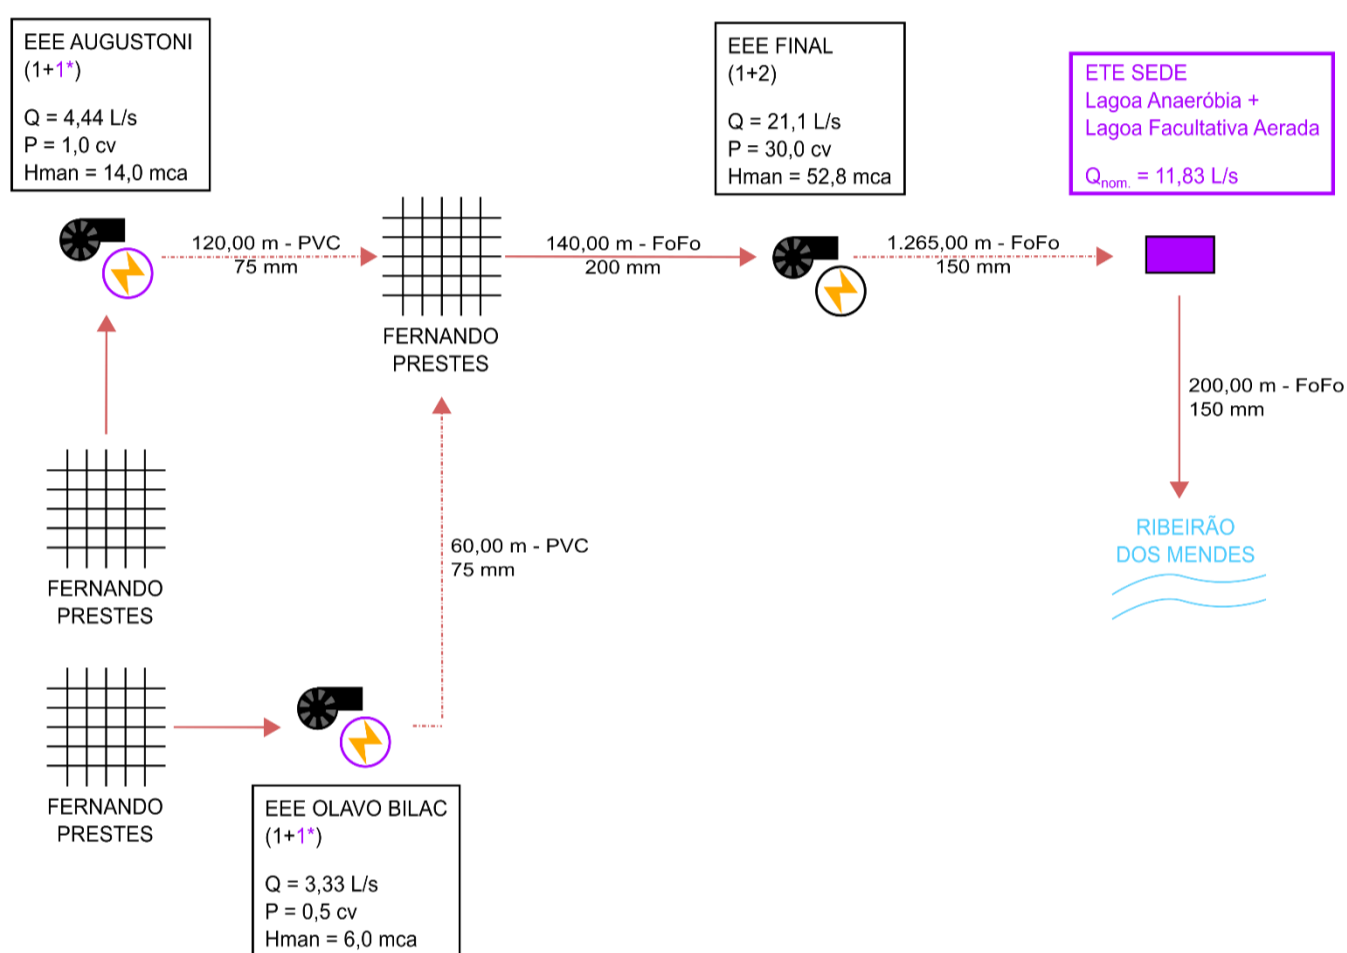 EEE AUGUSTONI
(1+1*)
Q = 4,44 L/s
P = 1,0 cv
Hman = 14,0 mca
EEE FINAL
(1+2)
Q = 21,1 L/s
P = 30,0 cv
Hman = 52,8 mca
ETE SEDE
Lagoa Anaeróbia +
Lagoa Facultativa Aerada
Qnom. = 11,83 L/s
120,00 m - PVC
75 mm
140,00 m - FoFo
200 mm
1.265,00 m - FoFo
150 mm
FERNANDO
PRESTES
200,00 m - FoFo
150 mm
RIBEIRÃO
DOS MENDES
60,00 m - PVC
75 mm
FERNANDO
PRESTES
FERNANDO
PRESTES
EEE OLAVO BILAC
(1+1*)
Q = 3,33 L/s
P = 0,5 cv
Hman = 6,0 mca